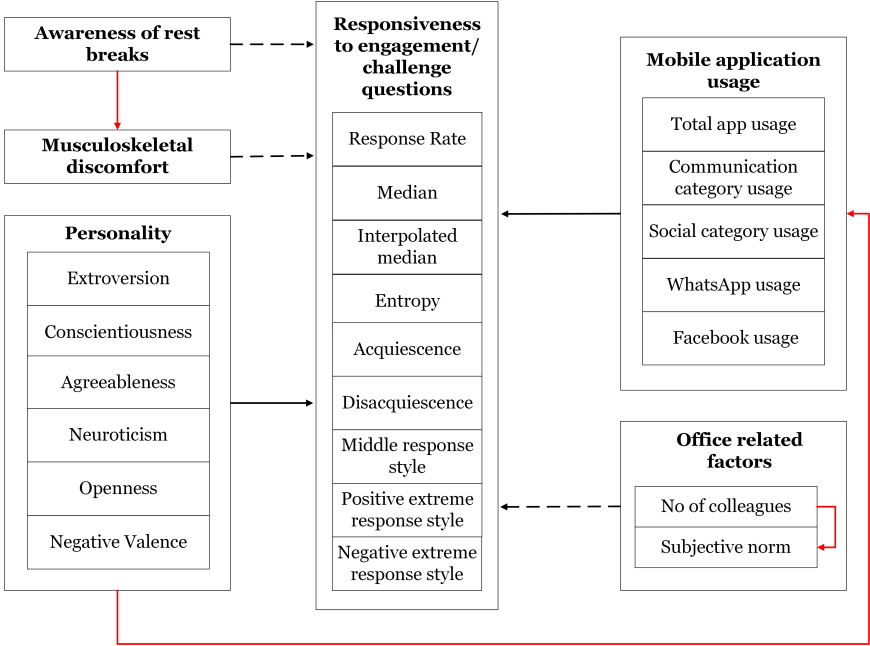 Awareness of rest
breaks
Musculoskeletal
discomfort
Personality
Extroversion
Conscientiousness
Agreeableness
Neuroticism
Openness
Negative Valence
Responsiveness
to engagement/
challenge
questions
Response Rate
Median
Interpolated
median
Entropy
Acquiescence
Disacquiescence
Middle response
style
Positive extreme
response style
Negative extreme
response style
Mobile application
usage
Total app usage
Communication
category usage
Social category usage
WhatsApp usage
Facebook usage
Office related
factors
No of colleagues
Subjective norm